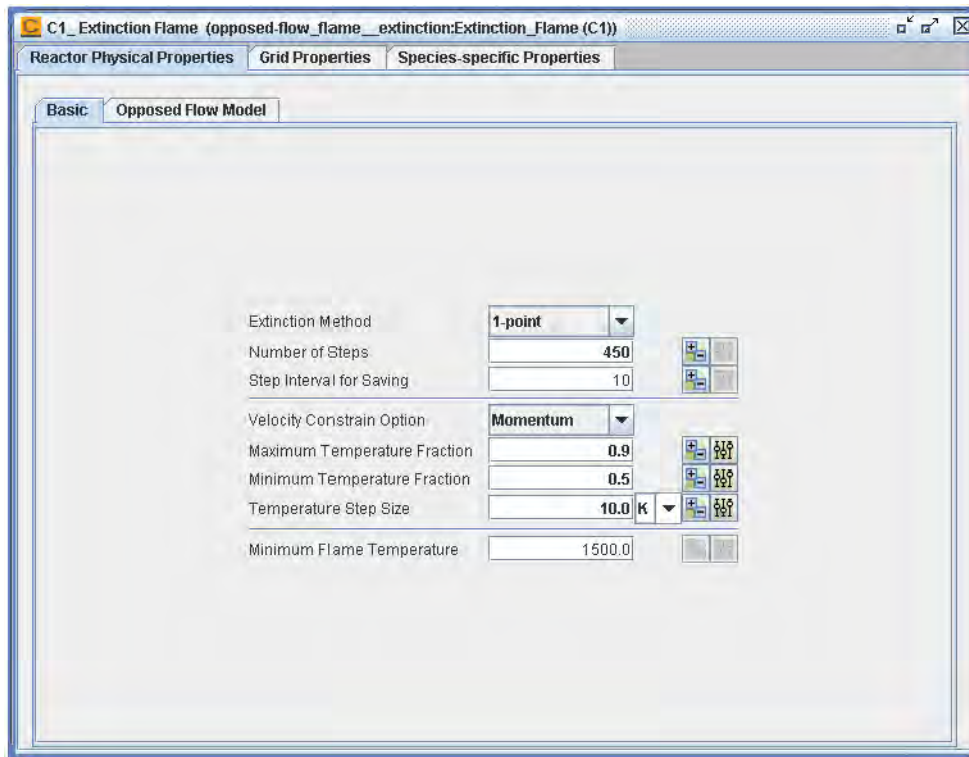 C1_ Extinction Flame (opposed-flow_flame__extinction:Extinction_Flame (C1))
Reactor Physical Properties Grid Properties Species-specific Properties
Basic Opposed Flow Model
Extinction Method 1-point
Number of Steps 450
Step Interval for Saving 10
Velocity Constrain Option Momentum
Maximum Temperature Fraction 0.9
Minimum Temperature Fraction 0.5
Temperature Step Size 10.0 K
Minimum Flame Temperature 1500.0